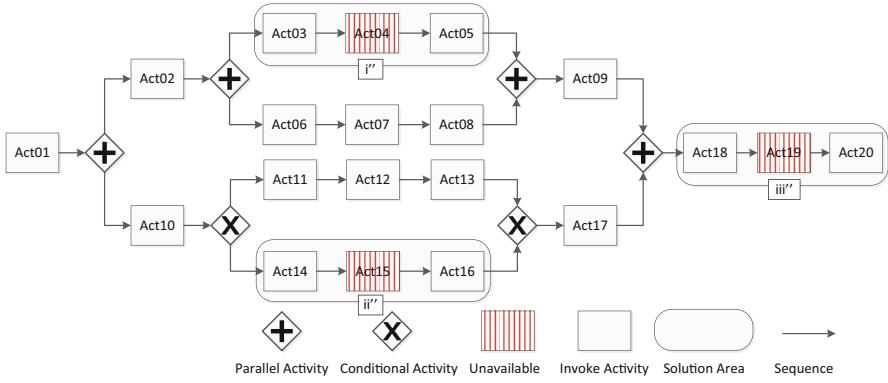 Act03 Act04 Act05
i''
Act02 Act09
Act06 Act07 Act08
Act01 Act18 Act19 Act20
iii''
Act11 Act12 Act13
Act10 Act17
Act14 Act15 Act16
ii''
Parallel Activity Conditional Activity Unavailable Invoke Activity Solution Area Sequence